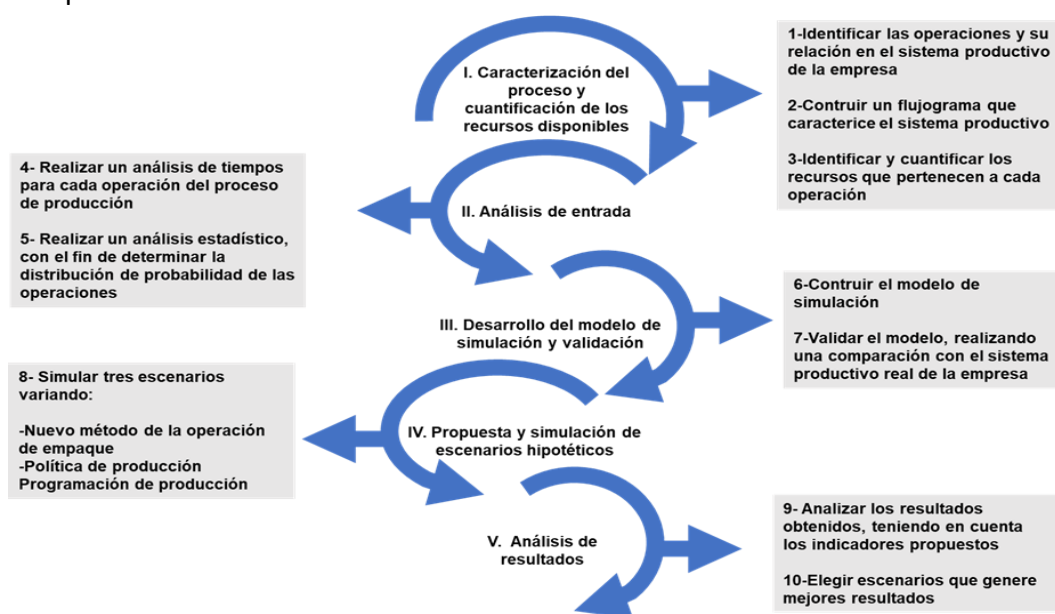 I. Caracterización del
proceso y
cuantificación de los
recursos disponibles
1-Identificar las operaciones y su
relación en el sistema productivo
de la empresa
2-Contruir un flujograma que
caracterice el sistema productivo
3-Identificar y cuantificar los
recursos que pertenecen a cada
operación
4- Realizar un análisis de tiempos
para cada operación del proceso
de producción
5- Realizar un análisis estadístico,
con el fin de determinar la
distribución de probabilidad de las
operaciones
II. Análisis de entrada
III. Desarrollo del modelo de
simulación y validación
6-Contruir el modelo de
simulación
7-Validar el modelo, realizando
una comparación con el sistema
productivo real de la empresa
8- Simular tres escenarios
variando:
-Nuevo método de la operación
de empaque
-Política de producción
Programación de producción
IV. Propuesta y simulación de
escenarios hipotéticos
V. Análisis de
resultados
9- Analizar los resultados
obtenidos, teniendo en cuenta
los indicadores propuestos
10-Elegir escenarios que genere
mejores resultados